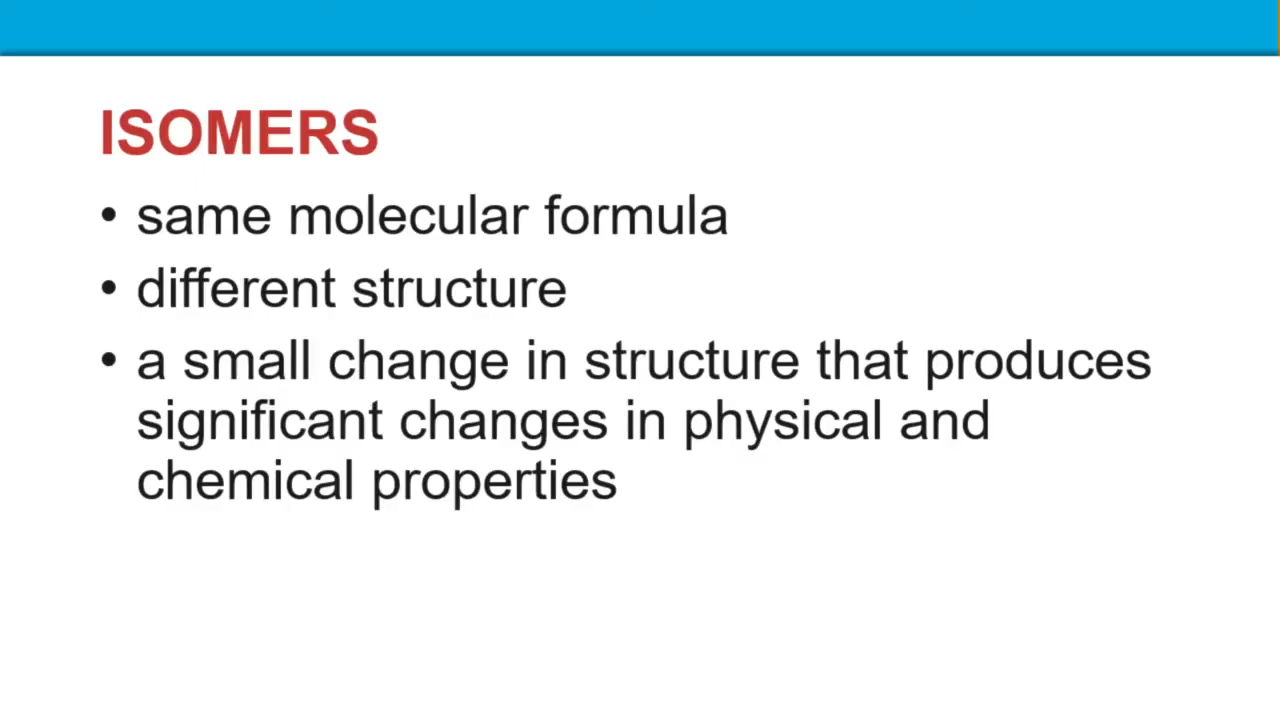 ISOMERS
• same molecular formula
• different structure
• a small change in structure that produces
significant changes in physical and
chemical properties